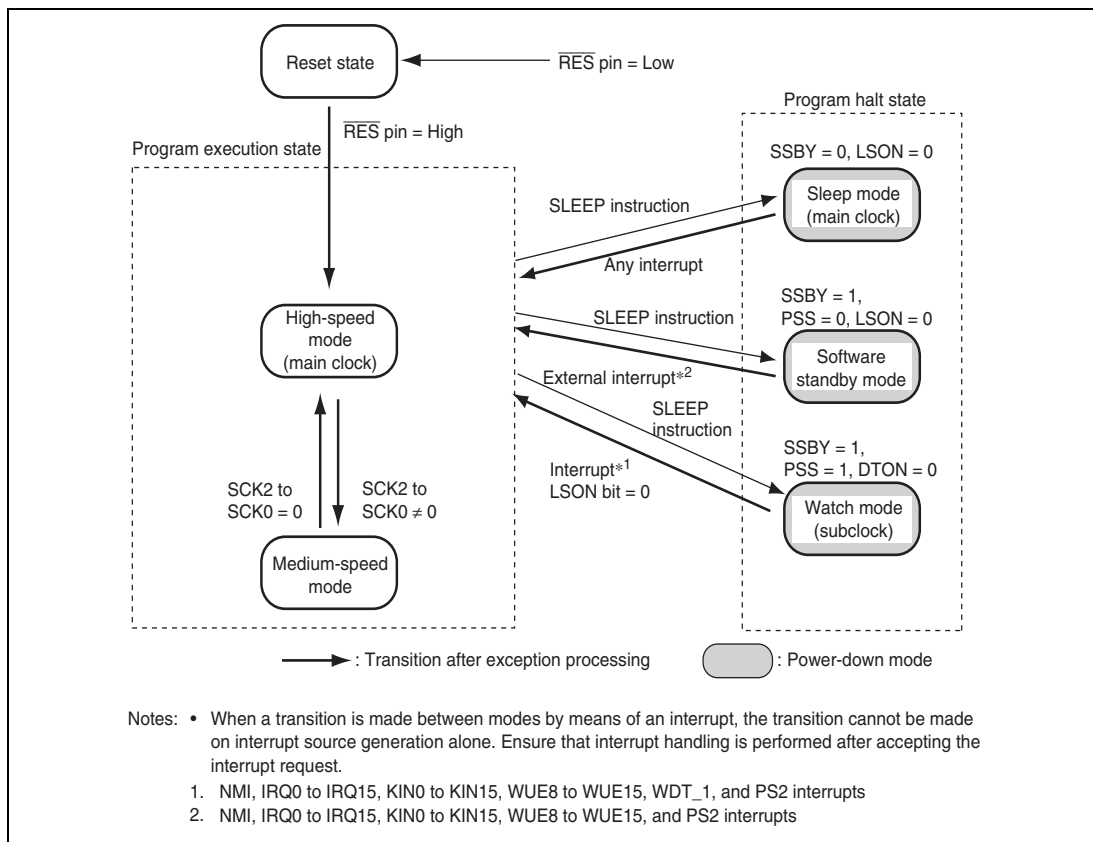 Reset state
RES pin = Low
Program halt state
RES pin = High
Program execution state
SSBY = 0, LSON = 0
Sleep mode
(main clock)
SLEEP instruction
Any interrupt
SSBY = 1,
PSS = 0, LSON = 0
High-speed
mode
(main clock)
SLEEP instruction
Software
standby mode
External interrupt*2
SLEEP
instruction
SSBY = 1,
PSS = 1, DTON = 0
Interrupt*1
LSON bit = 0
SCK2 to
SCK0 = 0
SCK2 to
SCK0 ≠ 0
Watch mode
(subclock)
Medium-speed
mode
: Transition after exception processing
: Power-down mode
Notes: • When a transition is made between modes by means of an interrupt, the transition cannot be made
on interrupt source generation alone. Ensure that interrupt handling is performed after accepting the
interrupt request.
1. NMI, IRQ0 to IRQ15, KIN0 to KIN15, WUE8 to WUE15, WDT_1, and PS2 interrupts
2. NMI, IRQ0 to IRQ15, KIN0 to KIN15, WUE8 to WUE15, and PS2 interrupts